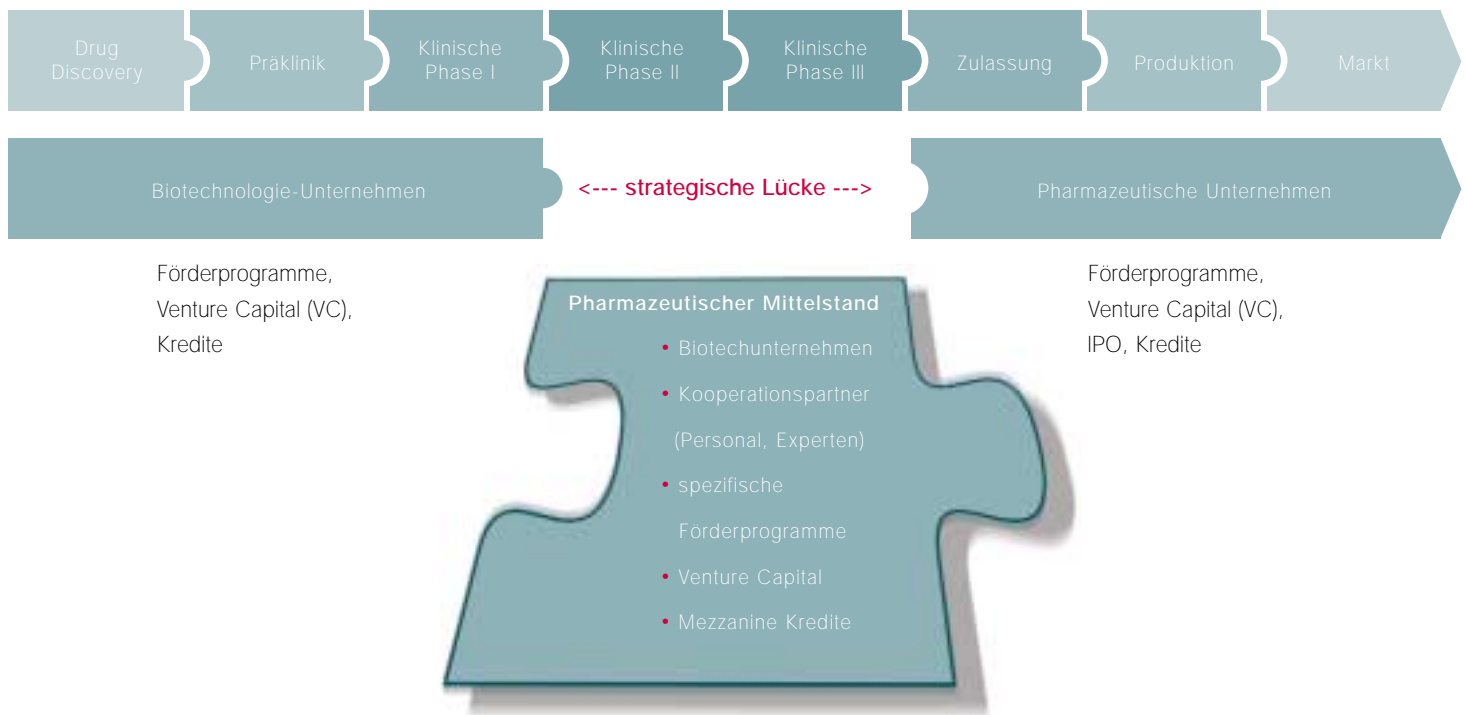 Drug
Discovery
Präklinik
Klinische
Phase I
Klinische
Phase II
Klinische
Phase III
Zulassung
Produktion
Markt
Biotechnologie-Unternehmen
<--- strategische Lücke --->
Pharmazeutische Unternehmen
Förderprogramme,
Venture Capital (VC),
Kredite
Pharmazeutischer Mittelstand
• Biotechunternehmen
• Kooperationspartner
(Personal, Experten)
• spezifische
Förderprogramme
• Venture Capital
• Mezzanine Kredite
Förderprogramme,
Venture Capital (VC),
IPO, Kredite